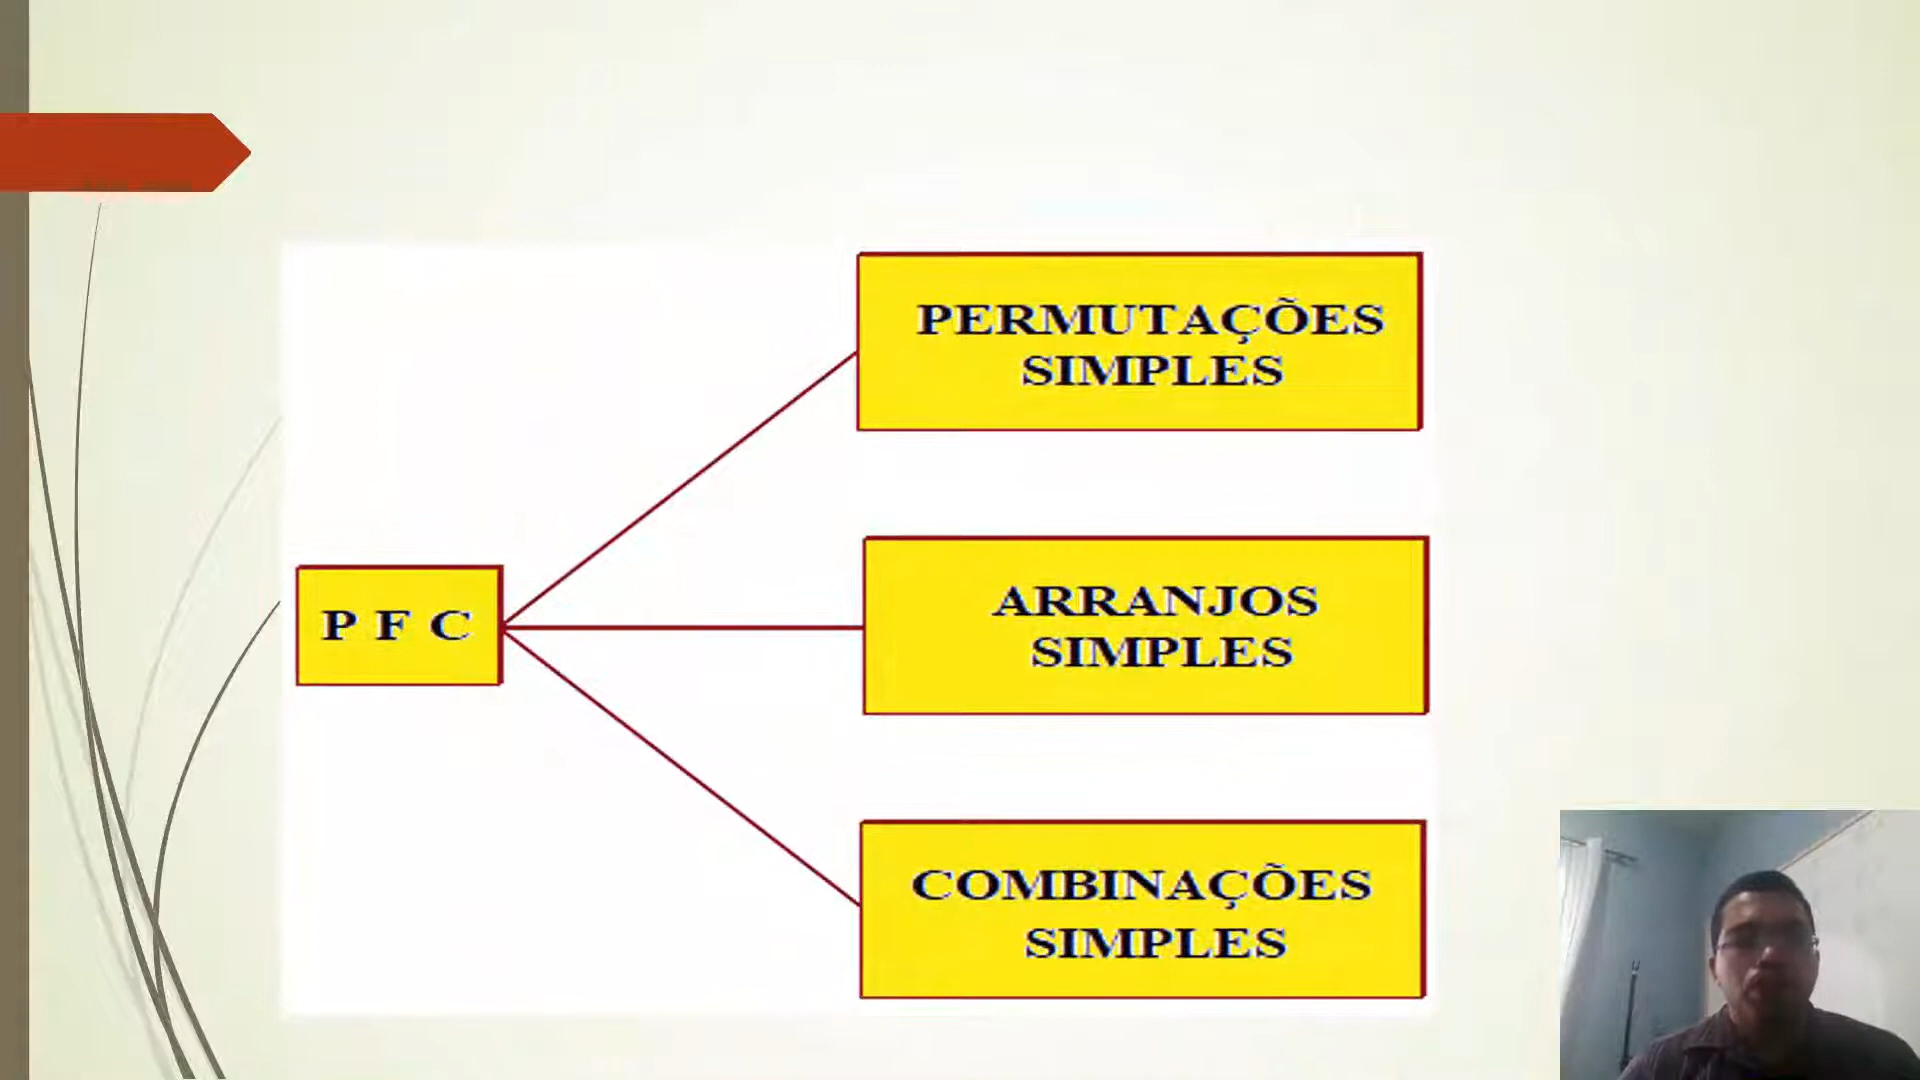 PERMUTAÇÕES
SIMPLES
P F C
ARRANJOS
SIMPLES
COMBINAÇÕES
SIMPLES